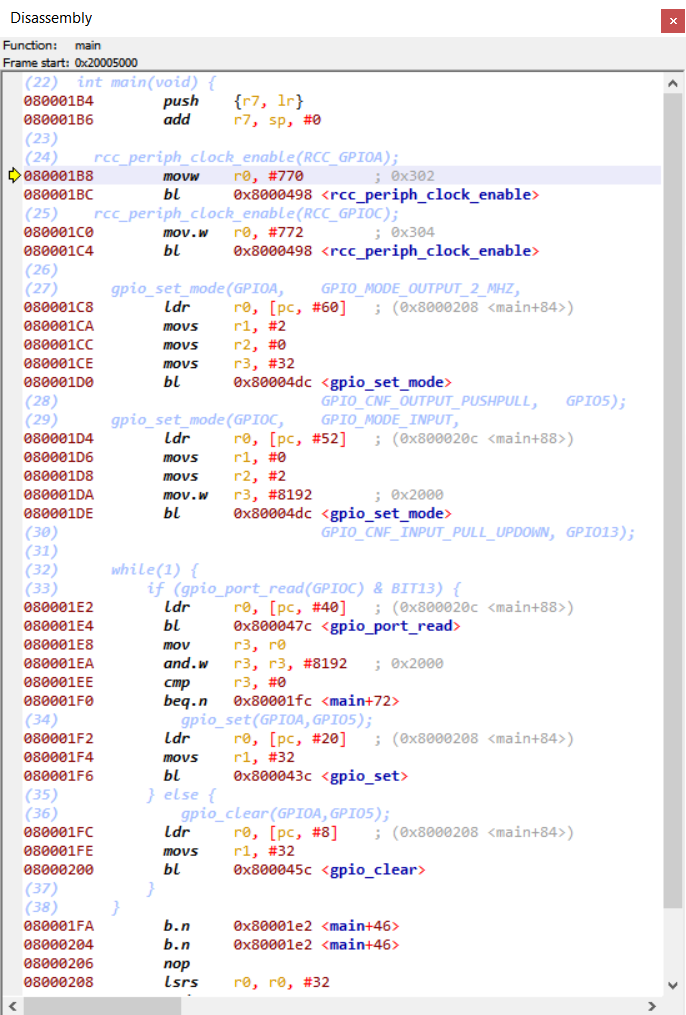 Disassembly
Function: main
Frame start: 0x20005000
(22) int main(void) {
080001B4 push {r7, lr}
080001B6 add r7, sp, #0
(23)
(24) rcc_periph_clock_enable(RCC_GPIOA);
080001B8 movw r0, #770 ; 0x302
080001BC bl 0x8000498 <rcc_periph_clock_enable>
(25) rcc_periph_clock_enable(RCC_GPIOC);
080001C0 mov.w r0, #772 ; 0x304
080001C4 bl 0x8000498 <rcc_periph_clock_enable>
(26)
(27) gpio_set_mode(GPIOA, GPIO_MODE_OUTPUT_2_MHZ,
080001C8 ldr r0, [pc, #60] ; (0x8000208 <main+84>)
080001CA movs r1, #2
080001CC movs r2, #0
080001CE movs r3, #32
080001D0 bl 0x80004dc <gpio_set_mode>
(28) GPIO_CNF_OUTPUT_PUSHPULL, GPIO5);
(29) gpio_set_mode(GPIOC, GPIO_MODE_INPUT,
080001D4 ldr r0, [pc, #52] ; (0x800020c <main+88>)
080001D6 movs r1, #0
080001D8 movs r2, #2
080001DA mov.w r3, #8192 ; 0x2000
080001DE bl 0x80004dc <gpio_set_mode>
(30) GPIO_CNF_INPUT_PULL_UPDOWN, GPIO13);
(31)
(32) while(1) {
(33) if (gpio_port_read(GPIOC) & BIT13) {
080001E2 ldr r0, [pc, #40] ; (0x800020c <main+88>)
080001E4 bl 0x800047c <gpio_port_read>
080001E8 mov r3, r0
080001EA and.w r3, r3, #8192 ; 0x2000
080001EE cmp r3, #0
080001F0 beq.n 0x80001fc <main+72>
(34) gpio_set(GPIOA,GPIO5);
080001F2 ldr r0, [pc, #20] ; (0x8000208 <main+84>)
080001F4 movs r1, #32
080001F6 bl 0x800043c <gpio_set>
(35) } else {
(36) gpio_clear(GPIOA,GPIO5);
080001FC ldr r0, [pc, #8] ; (0x8000208 <main+84>)
080001FE movs r1, #32
08000200 bl 0x800045c <gpio_clear>
(37) }
(38) }
080001FA b.n 0x80001e2 <main+46>
08000204 b.n 0x80001e2 <main+46>
08000206 nop
08000208 lsrs r0, r0, #32